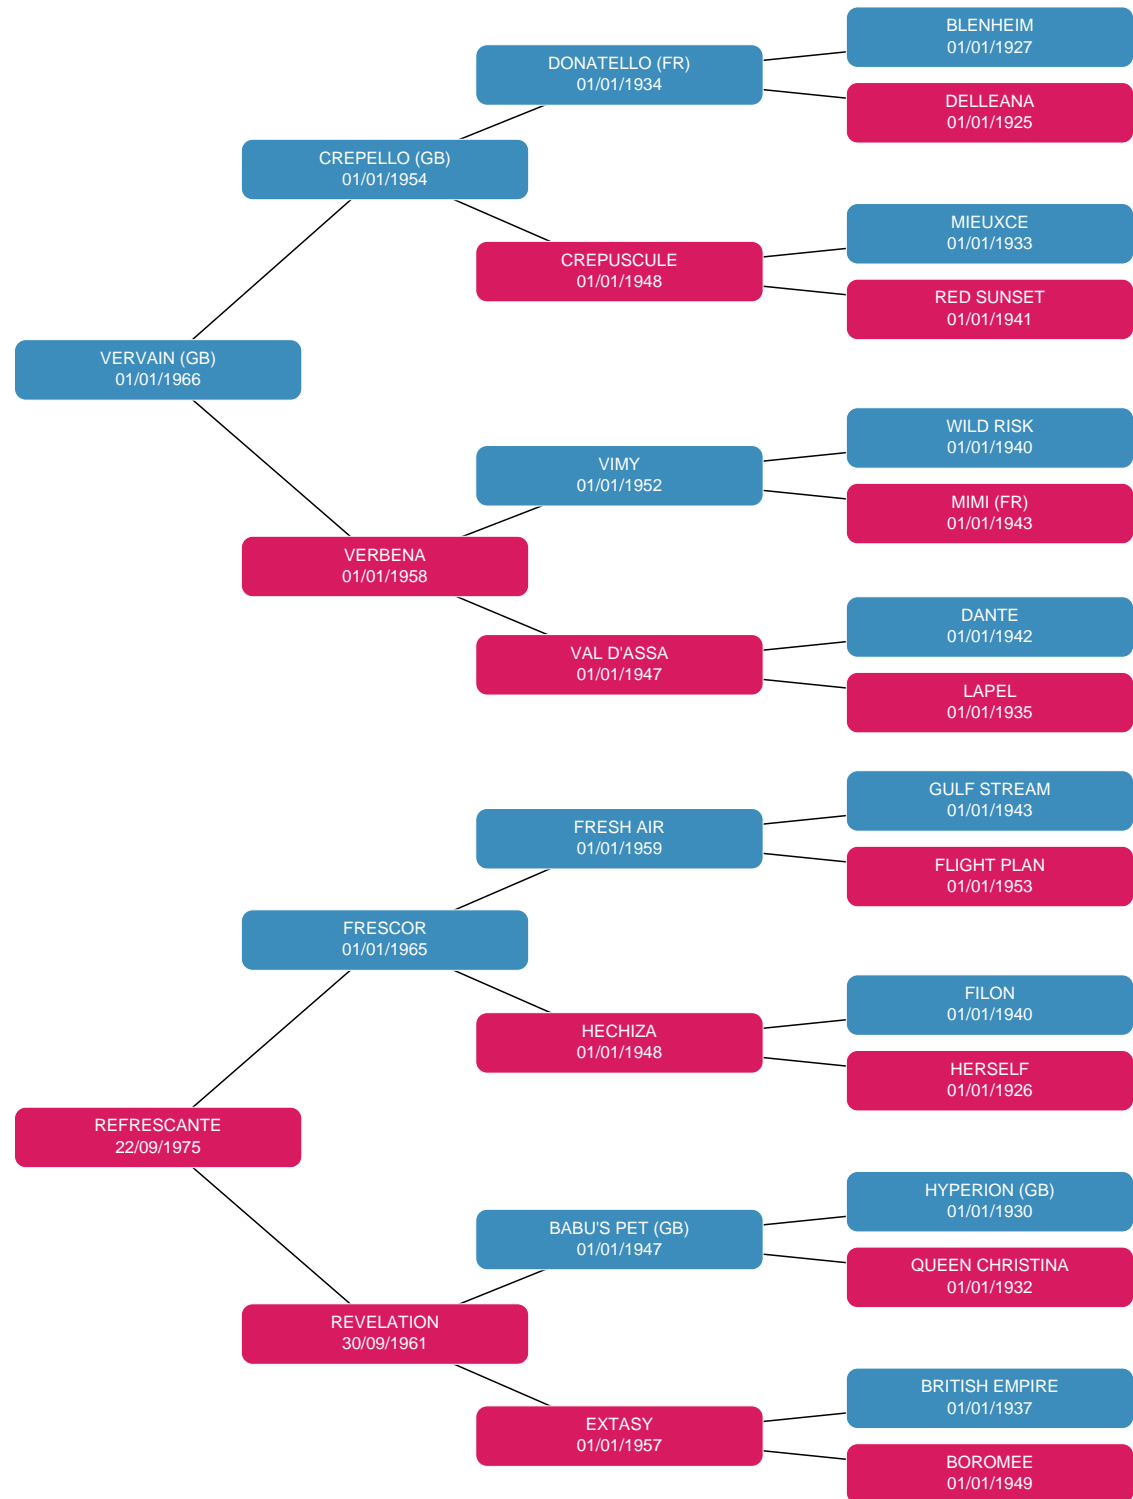 BLENHEIM
01/01/1927
DONATELLO (FR)
01/01/1934
DELLEANA
01/01/1925
CREPELLO (GB)
01/01/1954
MIEUXCE
01/01/1933
CREPUSCULE
01/01/1948
RED SUNSET
01/01/1941
VERVAIN (GB)
01/01/1966
WILD RISK
01/01/1940
VIMY
01/01/1952
MIMI (FR)
01/01/1943
VERBENA
01/01/1958
DANTE
01/01/1942
VAL D'ASSA
01/01/1947
LAPEL
01/01/1935
GULF STREAM
01/01/1943
FRESH AIR
01/01/1959
FLIGHT PLAN
01/01/1953
FRESCOR
01/01/1965
FILON
01/01/1940
HECHIZA
01/01/1948
HERSELF
01/01/1926
REFRESCANTE
22/09/1975
HYPERION (GB)
01/01/1930
BABU'S PET (GB)
01/01/1947
QUEEN CHRISTINA
01/01/1932
REVELATION
30/09/1961
BRITISH EMPIRE
01/01/1937
EXTASY
01/01/1957
BOROMEE
01/01/1949